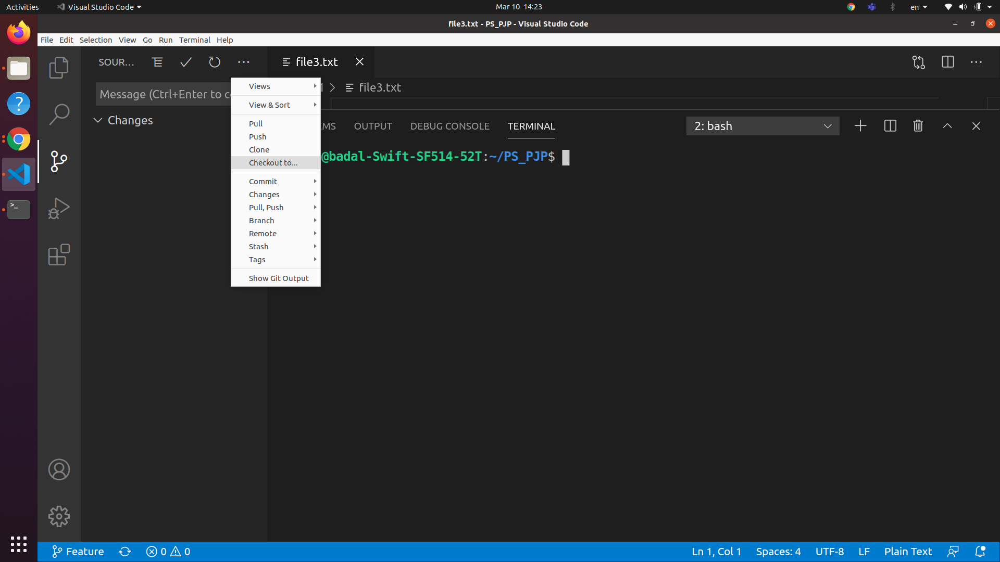 Activities Visual Studio Code Mar 10 14:23 en
file3.txt - PS_PJP - Visual Studio Code
File Edit Selection View Go Run Terminal Help
SOUR... file3.txt
Message (Ctrl+Enter to c
file3.txt
Changes
Views
View & Sort
Pull
Push
Clone
Checkout to...
Commit
Changes
Pull, Push
Branch
Remote
Stash
Tags
Show Git Output
EMS OUTPUT DEBUG CONSOLE TERMINAL 2: bash
@badal-Swift-SF514-52T:~/PS_PJP$
Feature 0 0 Ln 1, Col 1 Spaces: 4 UTF-8 LF Plain Text